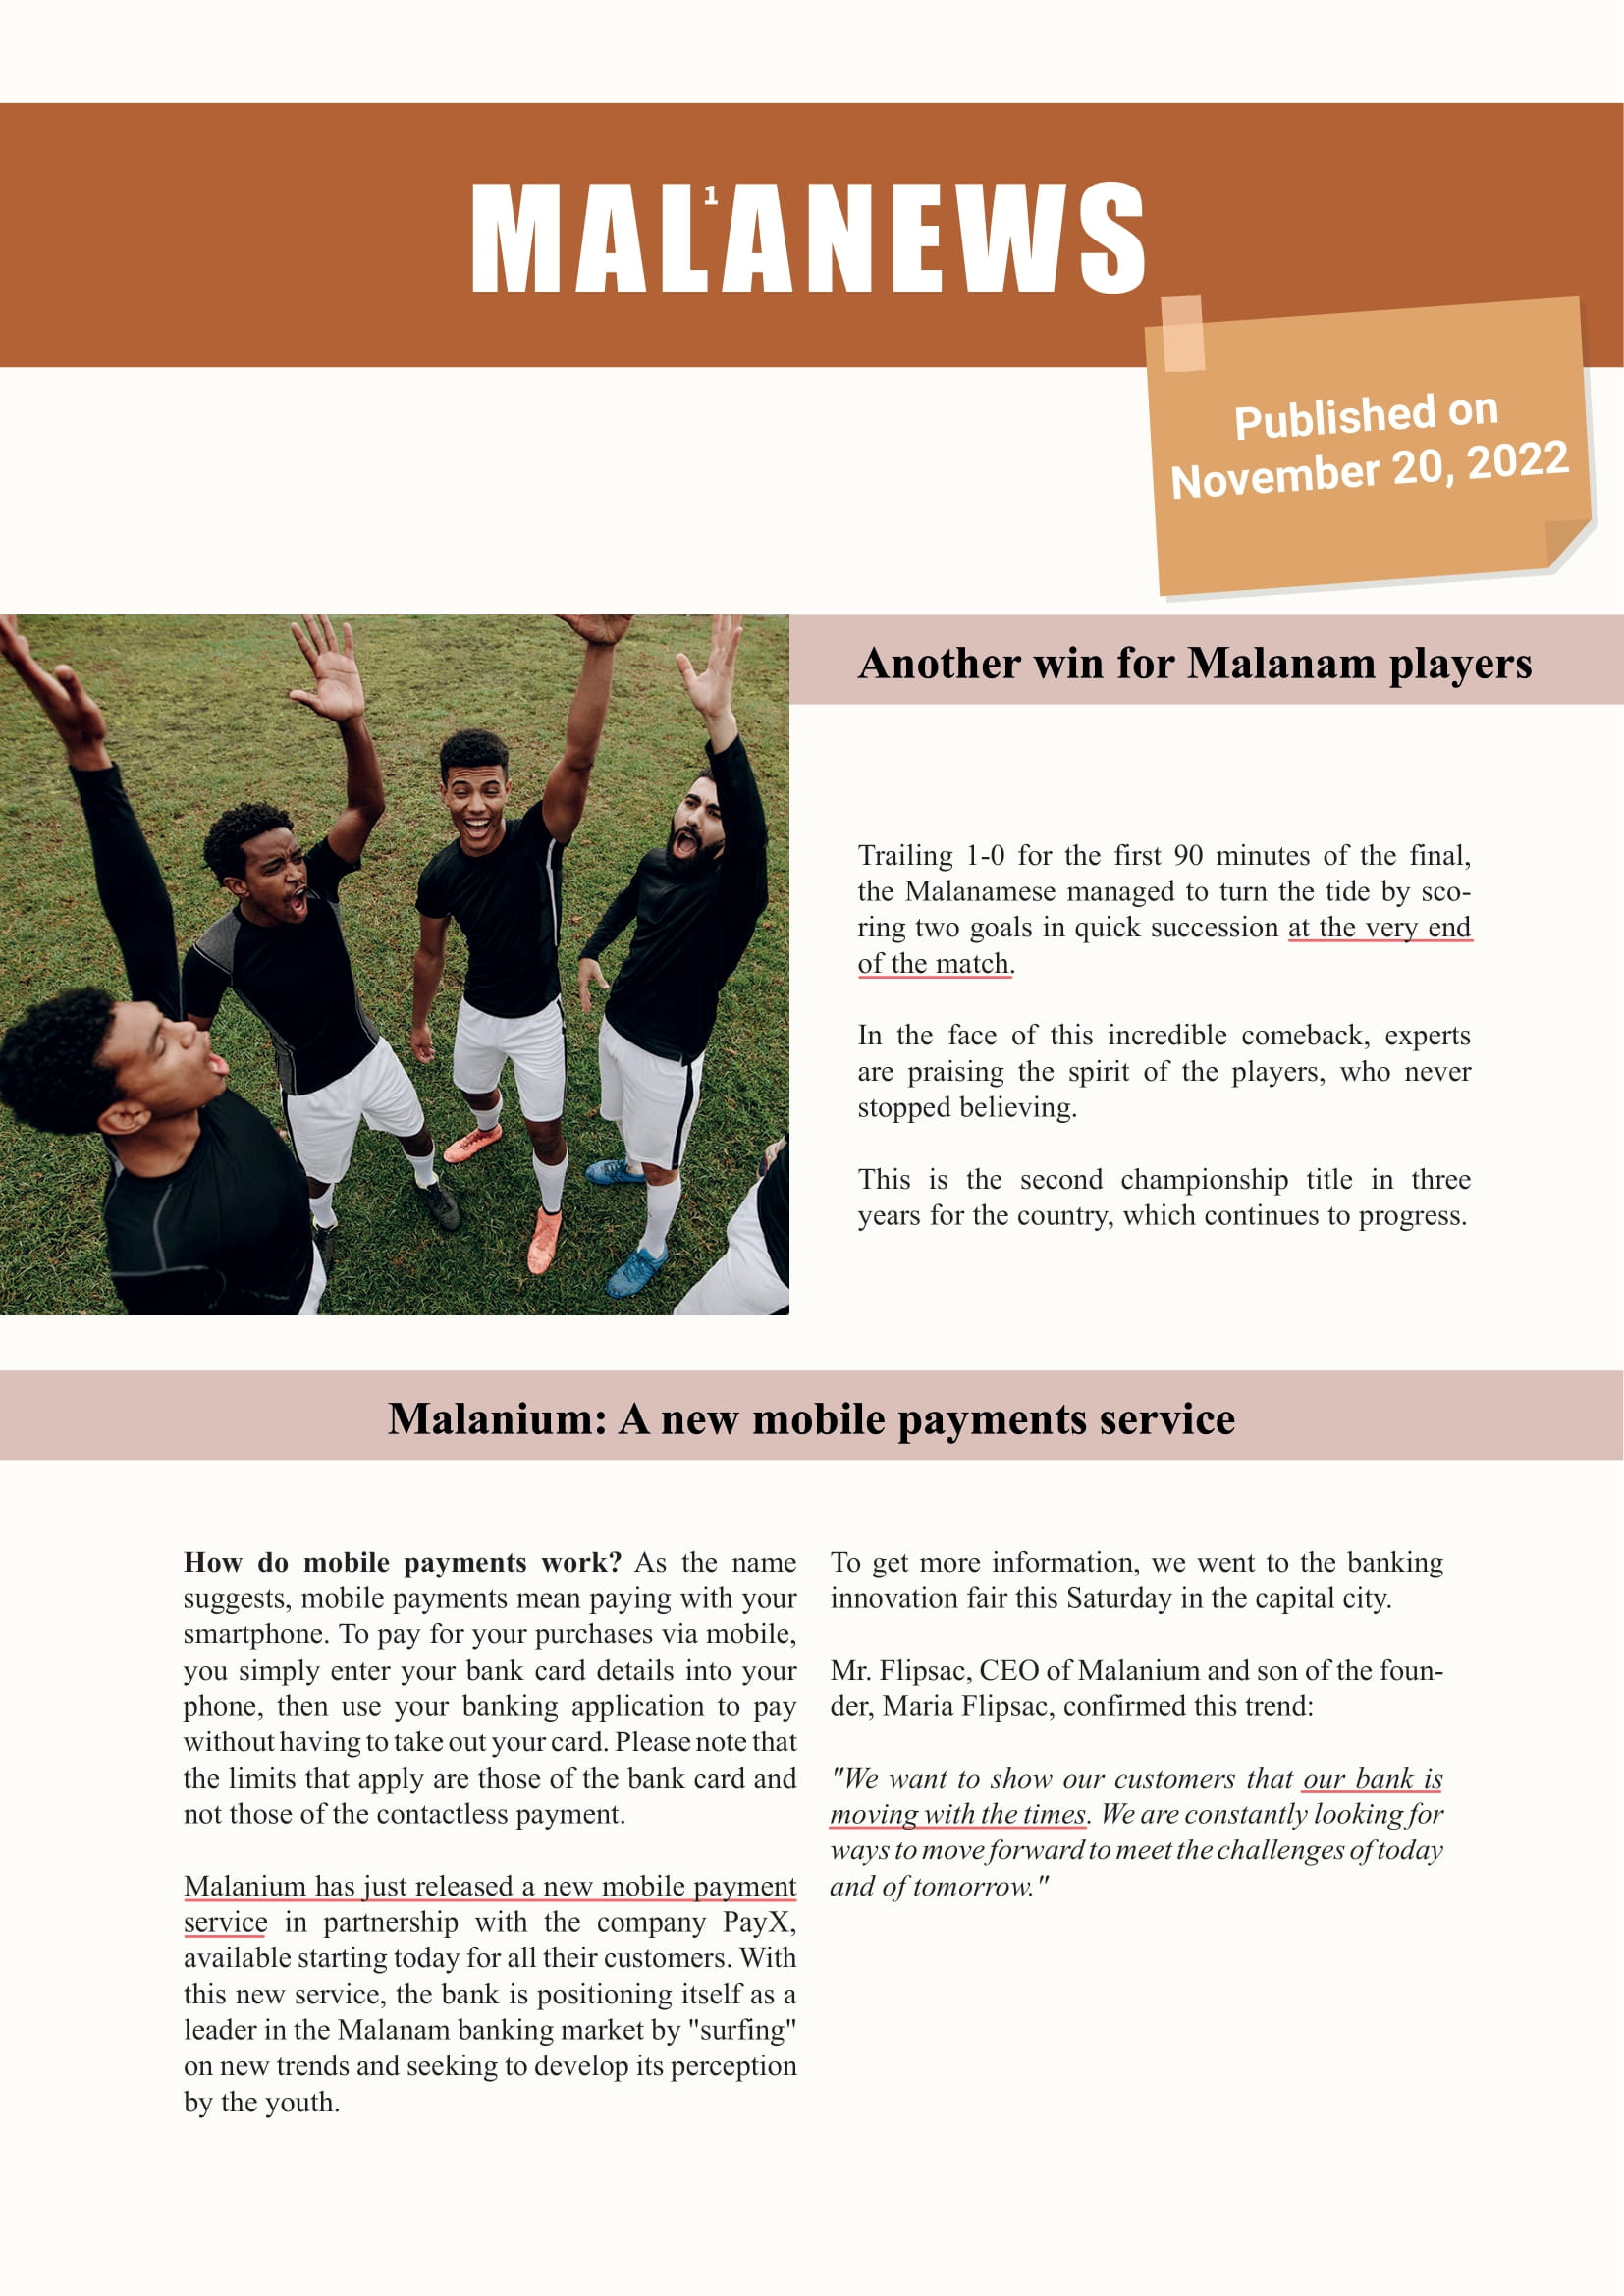 MALANEWS
1
Published on
November 20, 2022
Another win for Malanam players
Trailing 1-0 for the first 90 minutes of the final,
the Malanamese managed to turn the tide by sco-
ring two goals in quick succession at the very end
of the match.
In the face of this incredible comeback, experts
are praising the spirit of the players, who never
stopped believing.
This is the second championship title in three
years for the country, which continues to progress.
Malanium: A new mobile payments service
How do mobile payments work? As the name
suggests, mobile payments mean paying with your
smartphone. To pay for your purchases via mobile,
you simply enter your bank card details into your
phone, then use your banking application to pay
without having to take out your card. Please note that
the limits that apply are those of the bank card and
not those of the contactless payment.
Malanium has just released a new mobile payment
service in partnership with the company PayX,
available starting today for all their customers. With
this new service, the bank is positioning itself as a
leader in the Malanam banking market by "surfing"
on new trends and seeking to develop its perception
by the youth.
To get more information, we went to the banking
innovation fair this Saturday in the capital city.
Mr. Flipsac, CEO of Malanium and son of the foun-
der, Maria Flipsac, confirmed this trend:
"We want to show our customers that our bank is
moving with the times. We are constantly looking for
ways to move forward to meet the challenges of today
and of tomorrow."